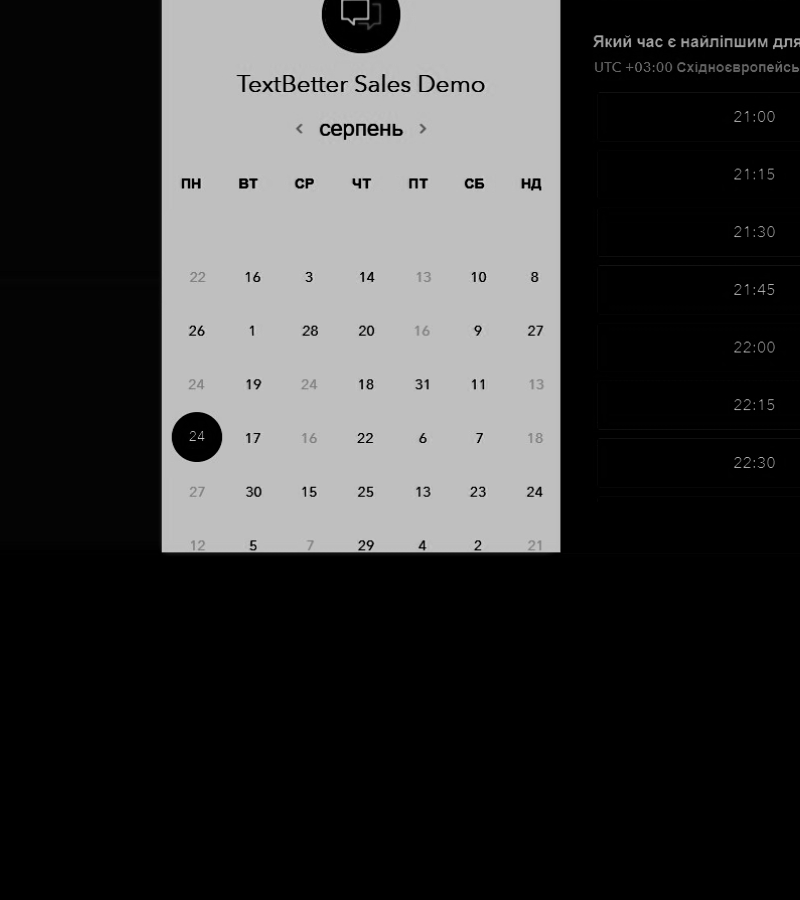 TextBetter Sales Demo
серпень
ПН ВТ СР ЧТ ПТ СБ НД
22 16 3 14 13 10 8
26 1 28 20 16 9 27
24 19 24 18 31 11 13
24 17 16 22 6 7 18
27 30 15 25 13 23 24
12 5 7 29 4 2 21
Який час є найліпшим для
UTC +03:00
21:00
21:15
21:30
21:45
22:00
22:15
22:30